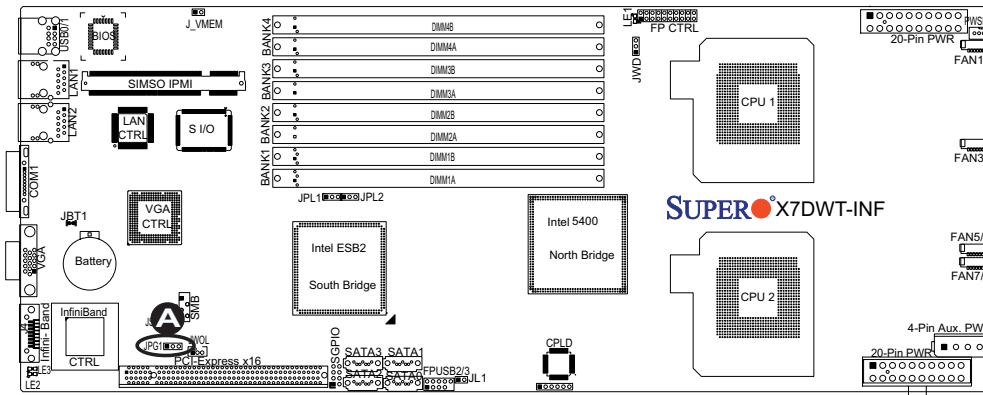 J_VMEM
USB0/1
BIOS
BANK4
DIMM4B
DIMM4A
BANK3
DIMM3B
DIMM3A
BANK2
DIMM2B
DIMM2A
BANK1
DIMM1B
DIMM1A
LE1
FP CTRL
JWD
20-Pin PWR
FAN1
LAN1
SIMSO IPMI
LAN2
LAN
CTRL
S I/O
CPU 1
FAN3
COM1
JPL1
JPL2
JBT1
VGA
CTRL
SUPER X7DWT-INF
Intel ESB2
South Bridge
Intel 5400
North Bridge
Battery
VGA
FAN5/
FAN7/
CPU 2
SMB
A
J4
Infini- Band
InfiniBand
CTRL
JPG1
JWOL
PCI-Express x16
SGPIO
SATA3
SATA1
SATA2
FPUSB2/3
JL1
CPLD
4-Pin Aux. PW
20-Pin PWR
LE3
LE2